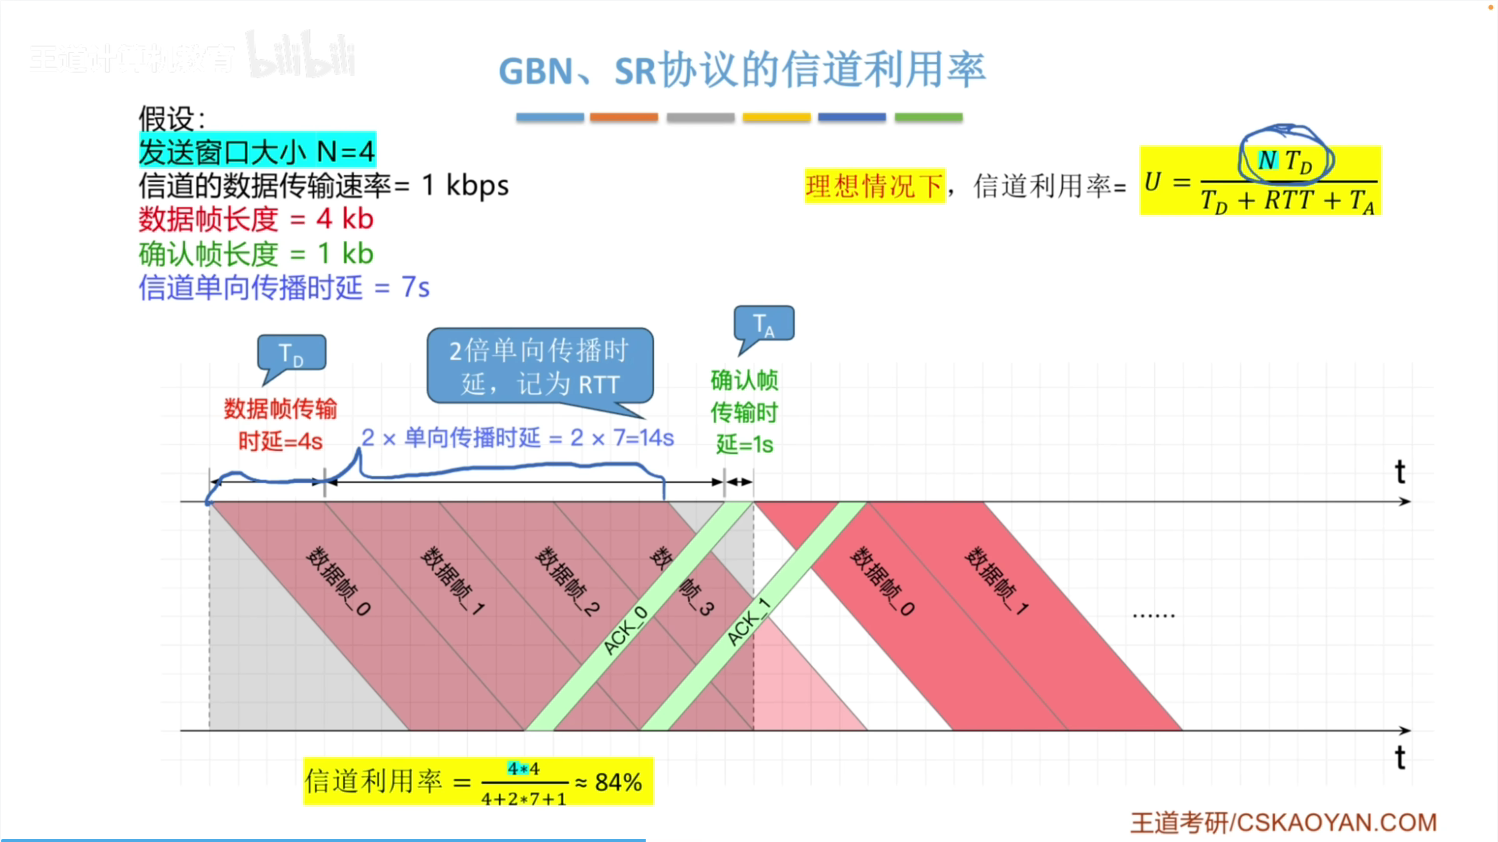 王道计算机教育 bilibili
GBN、SR协议的信道利用率
假设：
发送窗口大小 N=4
信道的数据传输速率= 1 kbps
数据帧长度 = 4 kb
确认帧长度 = 1 kb
信道单向传播时延 = 7s
理想情况下，信道利用率= U = N T_D / (T_D + RTT + T_A)
T_D
2倍单向传播时
延，记为 RTT
T_A
数据帧传输
时延=4s
2 × 单向传播时延 = 2 × 7=14s
确认帧
传输时
延=1s
t
数据帧_0
数据帧_1
数据帧_2
数据帧_3
ACK_0
ACK_1
数据帧_0
数据帧_1
......
t
信道利用率 = 4*4 / (4+2*7+1) ≈ 84%
王道考研/CSKAOYAN.COM